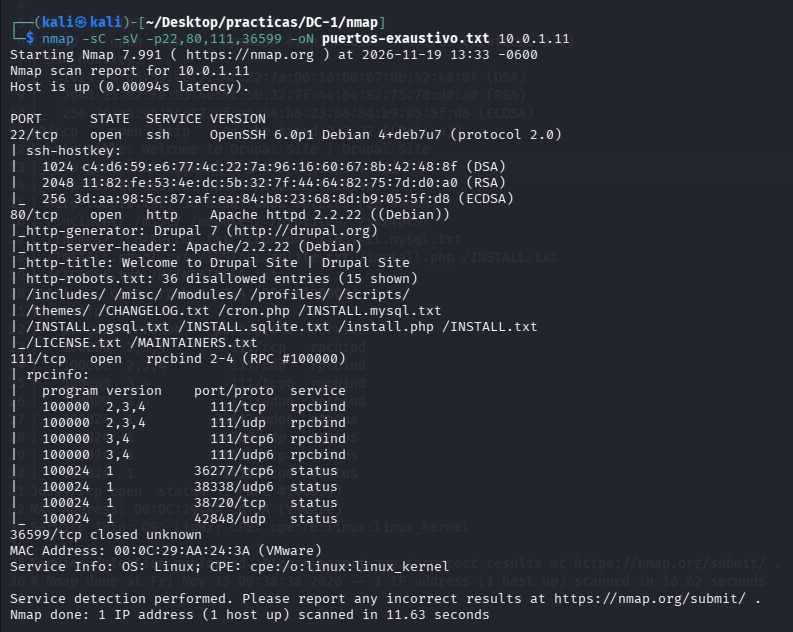 ┌──(kali㉿kali)-[~/Desktop/practicas/DC-1/nmap]
└─$ nmap -sC -sV -p22,80,111,36599 -oN puertos-exaustivo.txt 10.0.1.11
Starting Nmap 7.991 ( https://nmap.org ) at 2026-11-19 13:33 -0600
Nmap scan report for 10.0.1.11
Host is up (0.00094s latency).

PORT      STATE  SERVICE VERSION
22/tcp    open   ssh     OpenSSH 6.0p1 Debian 4+deb7u7 (protocol 2.0)
| ssh-hostkey:
|   1024 c4:d6:59:e6:77:4c:22:7a:96:16:60:67:8b:42:48:8f (DSA)
|   2048 11:82:fe:53:4e:dc:5b:32:7f:44:64:82:75:7d:d0:a0 (RSA)
|_  256 3d:aa:98:5c:87:af:ea:84:b8:23:68:8d:b9:05:5f:d8 (ECDSA)
80/tcp    open   http    Apache httpd 2.2.22 ((Debian))
|_http-generator: Drupal 7 (http://drupal.org)
|_http-server-header: Apache/2.2.22 (Debian)
|_http-title: Welcome to Drupal Site | Drupal Site
| http-robots.txt: 36 disallowed entries (15 shown)
| /includes/ /misc/ /modules/ /profiles/ /scripts/
| /themes/ /CHANGELOG.txt /cron.php /INSTALL.mysql.txt
| /INSTALL.pgsql.txt /INSTALL.sqlite.txt /install.php /INSTALL.txt
|_/LICENSE.txt /MAINTAINERS.txt
111/tcp   open   rpcbind 2-4 (RPC #100000)
| rpcinfo:
|   program version    port/proto  service
|   100000  2,3,4        111/tcp   rpcbind
|   100000  2,3,4        111/udp   rpcbind
|   100000  3,4          111/tcp6  rpcbind
|   100000  3,4          111/udp6  rpcbind
|   100024  1          36277/tcp6  status
|   100024  1          38338/udp6  status
|   100024  1          38720/tcp   status
|_  100024  1          42848/udp   status
36599/tcp closed unknown
MAC Address: 00:0C:29:AA:24:3A (VMware)
Service Info: OS: Linux; CPE: cpe:/o:linux:linux_kernel

Service detection performed. Please report any incorrect results at https://nmap.org/submit/ .
Nmap done: 1 IP address (1 host up) scanned in 11.63 seconds